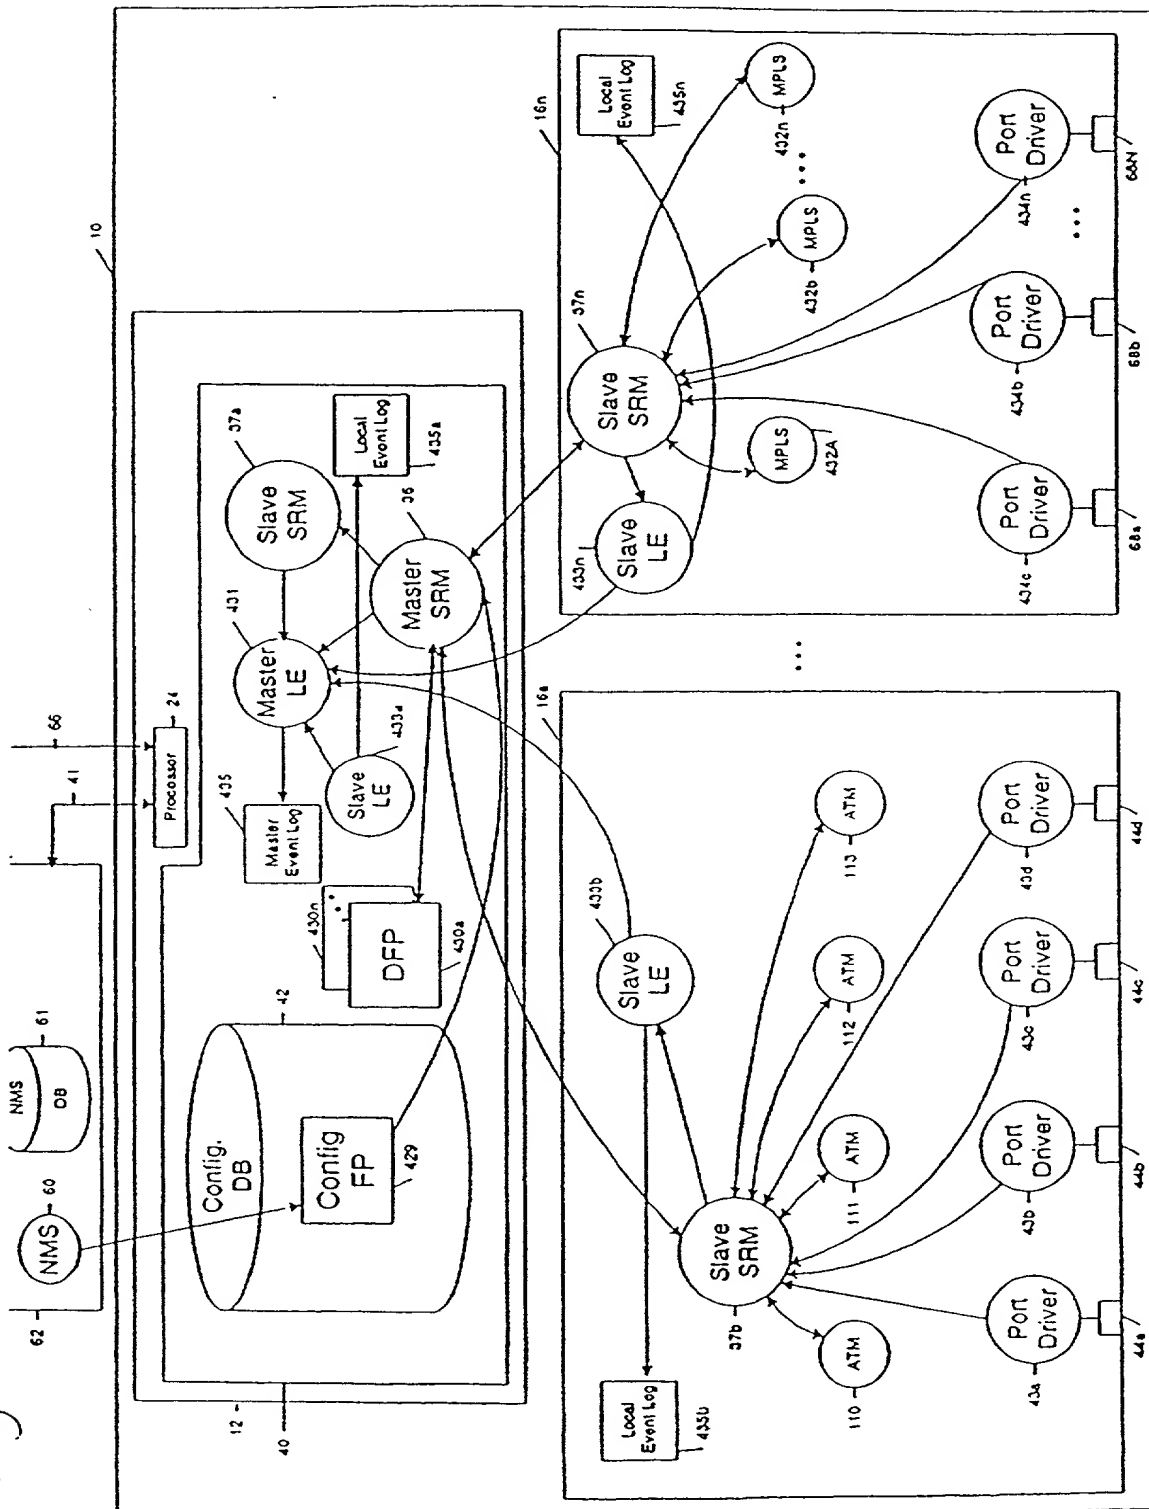 62
NMS
60
NMS
DB
61
41
66
10
12
40
Processor
24
Config.
DB
42
Config
FP
429
430n
DFP
430a
Master
Event Log
435
Slave
LE
433a
Master
LE
431
Slave
SRM
37a
Local
Event Log
435a
Master
SRM
36
16a
Local
Event Log
435b
Slave
LE
433b
Slave
SRM
37b
ATM
110
ATM
111
ATM
112
ATM
113
Port
Driver
43a
Port
Driver
43b
Port
Driver
43c
Port
Driver
43d
44a
44b
44c
44d
...
16n
Local
Event Log
435n
Slave
LE
433n
Slave
SRM
37n
MPLS
432A
MPLS
432b
...
MPLS
432n
Port
Driver
434c
Port
Driver
434b
...
Port
Driver
434n
68a
68b
68N